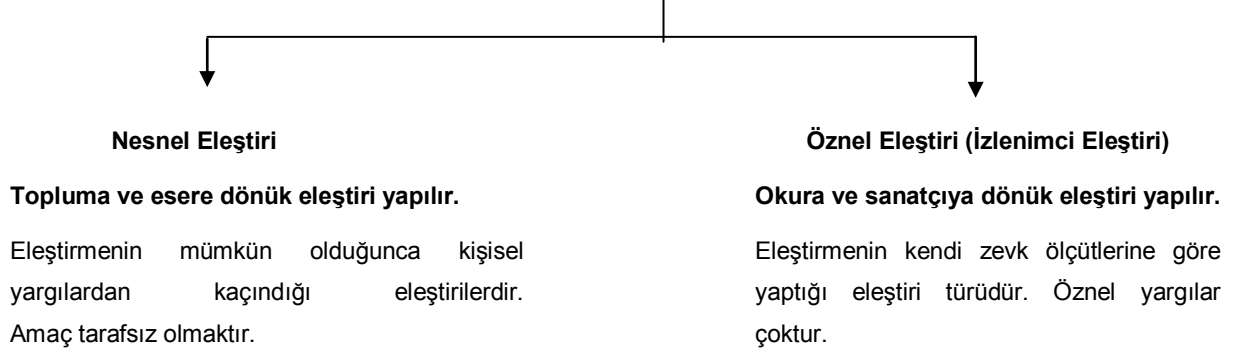 Nesnel Eleştiri
Topluma ve esere dönük eleştiri yapılır.
Eleştirmenin mümkün olduğunca kişisel
yargılardan kaçındığı eleştirilerdir.
Amaç tarafsız olmaktır.
Öznel Eleştiri (İzlenimci Eleştiri)
Okura ve sanatçıya dönük eleştiri yapılır.
Eleştirmenin kendi zevk ölçütlerine göre
yaptığı eleştiri türüdür. Öznel yargılar
çoktur.